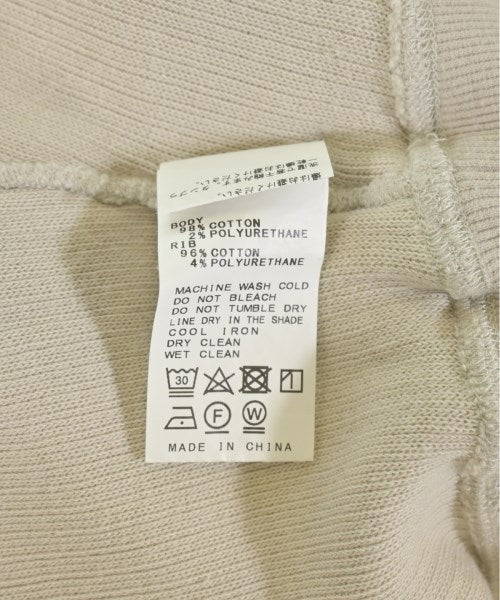 BODY
98% COTTON
2% POLYURETHANE
RIB
96% COTTON
4% POLYURETHANE
MACHINE WASH COLD
DO NOT BLEACH
DO NOT TUMBLE DRY
LINE DRY IN THE SHADE
COOL IRON
DRY CLEAN
WET CLEAN
30
F W
MADE IN CHINA